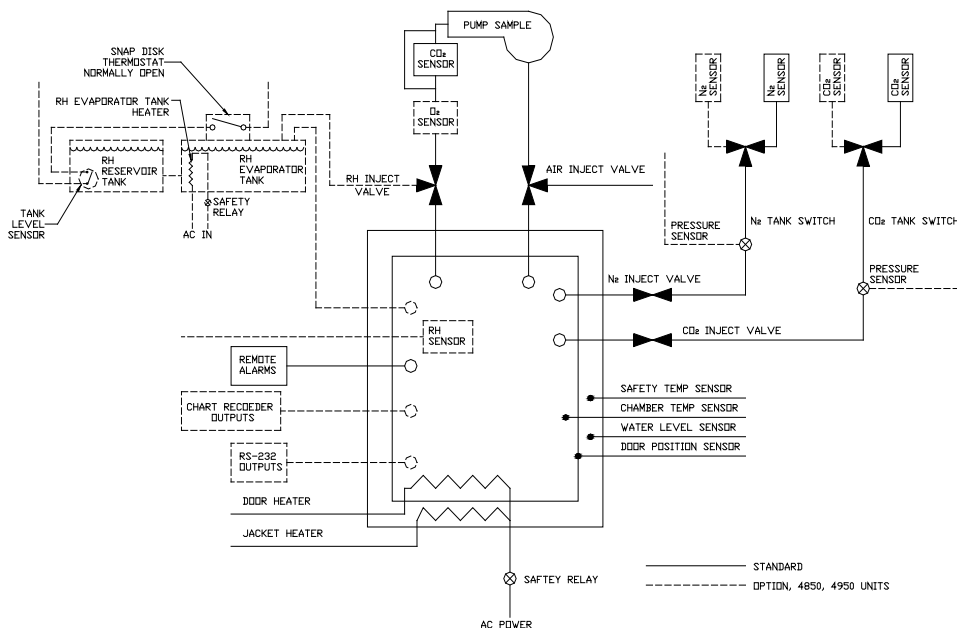 PUMP SAMPLE
CO₂
SENSOR
O₂
SENSOR
SNAP DISK
THERMOSTAT
NORMALLY OPEN
RH EVAPORATOR TANK
HEATER
RH
RESERVOIR
TANK
RH
EVAPORATOR
TANK
TANK
LEVEL
SENSOR
SAFETY
RELAY
AC IN
RH INJECT
VALVE
AIR INJECT VALVE
N₂
SENSOR
N₂
SENSOR
CO₂
SENSOR
CO₂
SENSOR
PRESSURE
SENSOR
N₂ TANK SWITCH
CO₂ TANK SWITCH
PRESSURE
SENSOR
N₂ INJECT VALVE
CO₂ INJECT VALVE
RH
SENSOR
REMOTE
ALARMS
CHART RECOEDER
OUTPUTS
RS-232
OUTPUTS
SAFETY TEMP SENSOR
CHAMBER TEMP SENSOR
WATER LEVEL SENSOR
DOOR POSITION SENSOR
DOOR HEATER
JACKET HEATER
SAFTEY RELAY
AC POWER
STANDARD
OPTION, 4850, 4950 UNITS